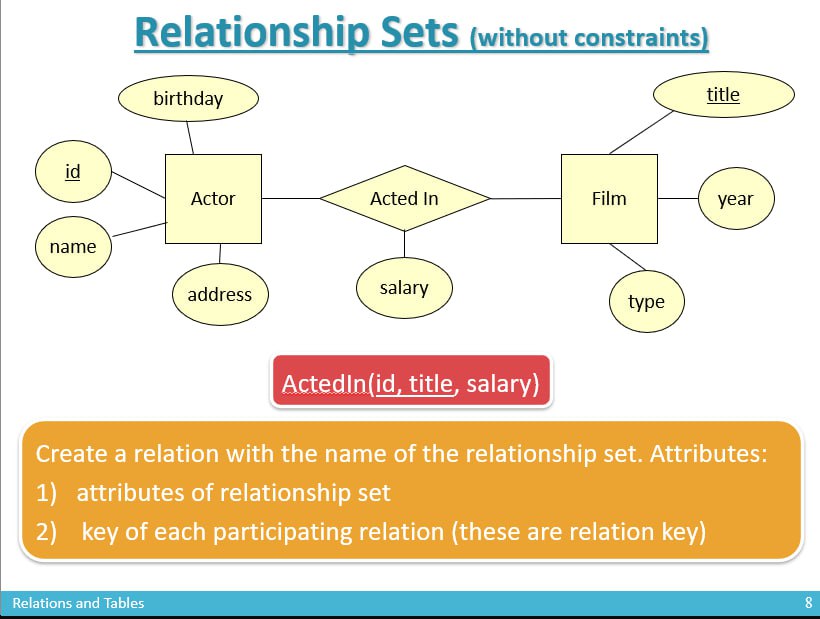 Relationship Sets (without constraints)
birthday
title
id
Actor
Acted In
Film
year
name
address
salary
type
ActedIn(id, title, salary)
Create a relation with the name of the relationship set. Attributes:
1) attributes of relationship set
2) key of each participating relation (these are relation key)
Relations and Tables
8